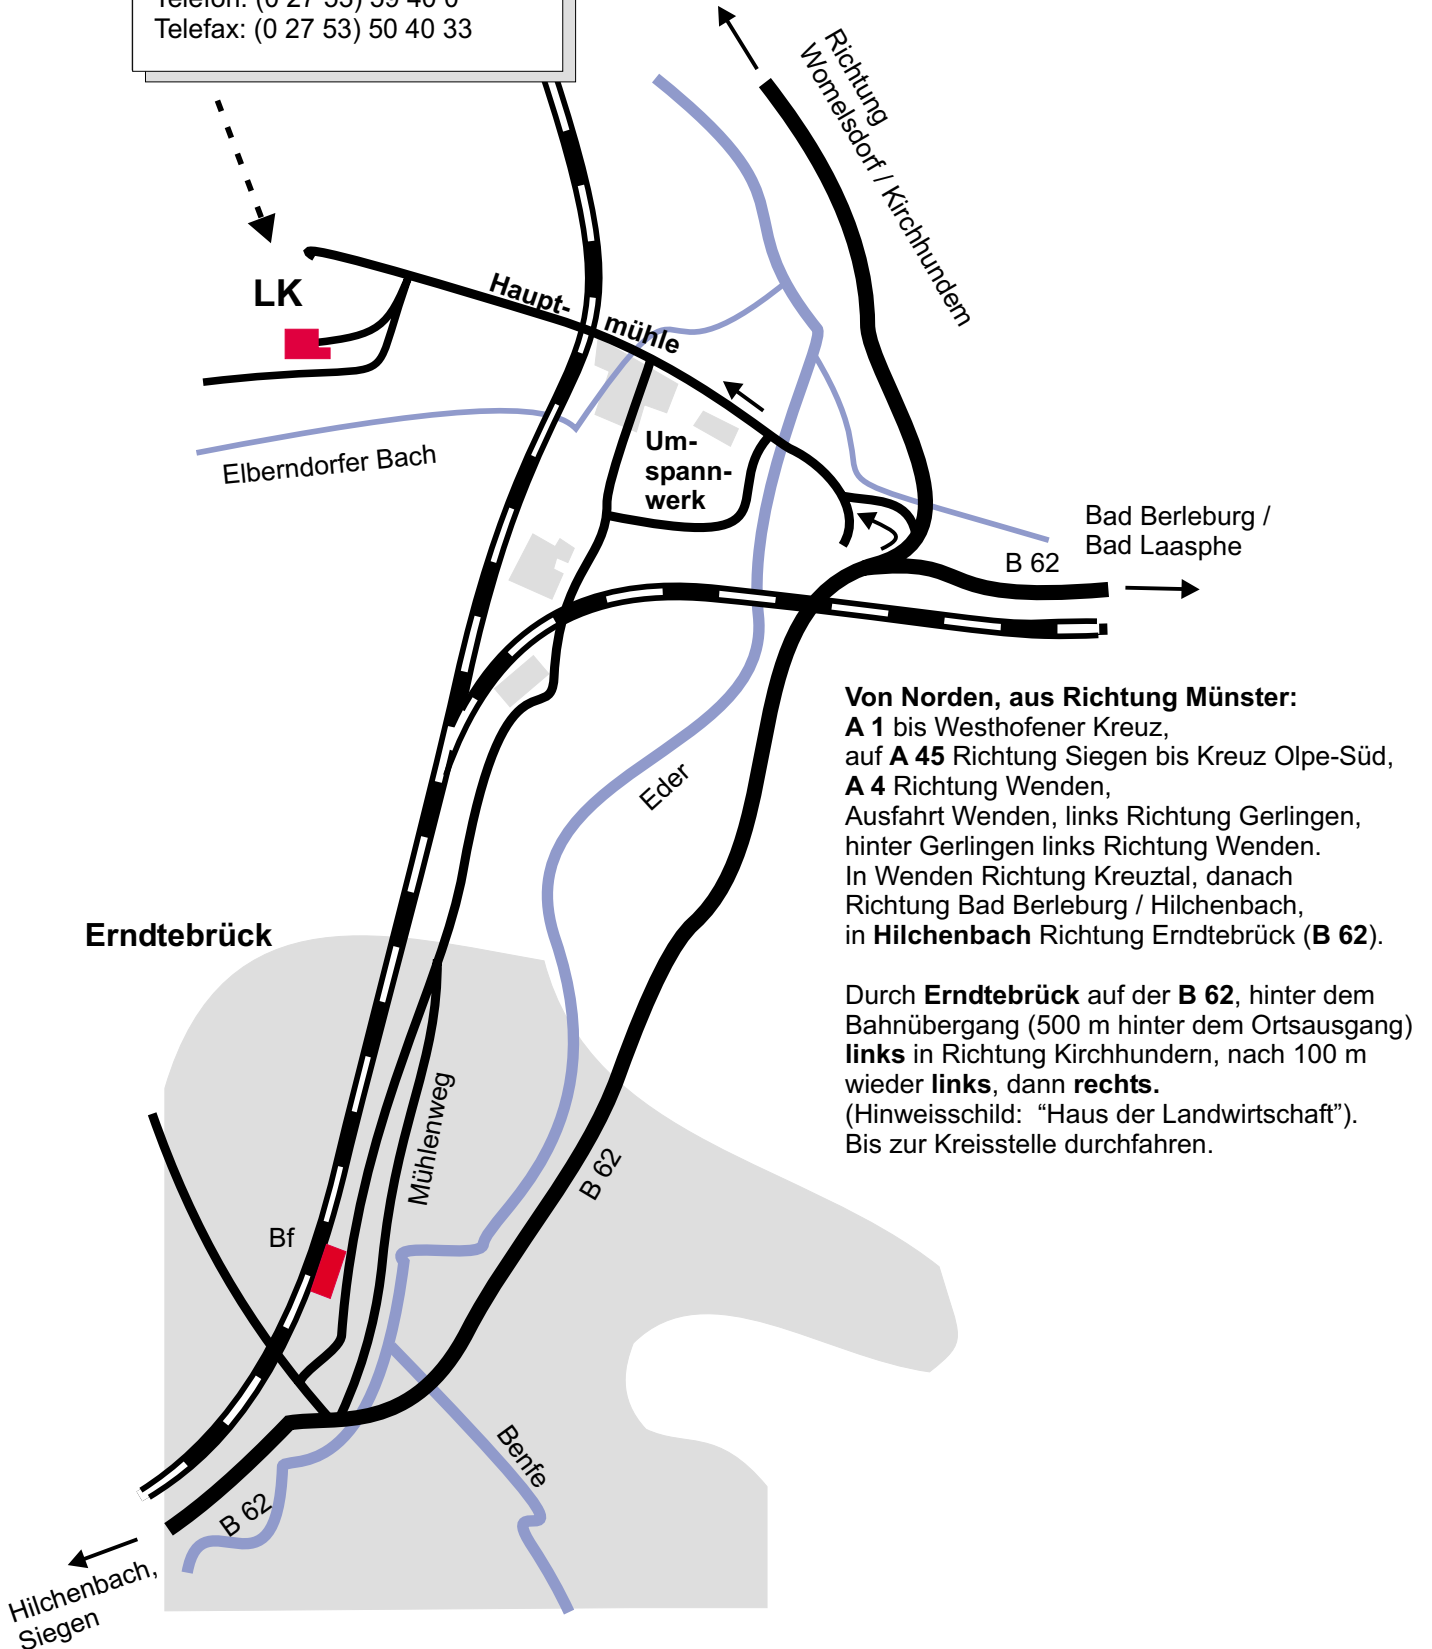 Telefax: (0 27 53) 50 40 33
Richtung
Womelsdorf / Kirchhundem
LK
Haupt-
mühle
Elberndorfer Bach
Um-
spann-
werk
Bad Berleburg /
Bad Laasphe
B 62
Von Norden, aus Richtung Münster:
A 1 bis Westhofener Kreuz,
auf A 45 Richtung Siegen bis Kreuz Olpe-Süd,
A 4 Richtung Wenden,
Ausfahrt Wenden, links Richtung Gerlingen,
hinter Gerlingen links Richtung Wenden.
In Wenden Richtung Kreuztal, danach
Richtung Bad Berleburg / Hilchenbach,
in Hilchenbach Richtung Erndtebrück (B 62).
Durch Erndtebrück auf der B 62, hinter dem
Bahnübergang (500 m hinter dem Ortsausgang)
links in Richtung Kirchhundern, nach 100 m
wieder links, dann rechts.
(Hinweisschild: “Haus der Landwirtschaft”).
Bis zur Kreisstelle durchfahren.
Eder
Erndtebrück
Mühlenweg
B 62
Bf
Benfe
B 62
Hilchenbach,
Siegen